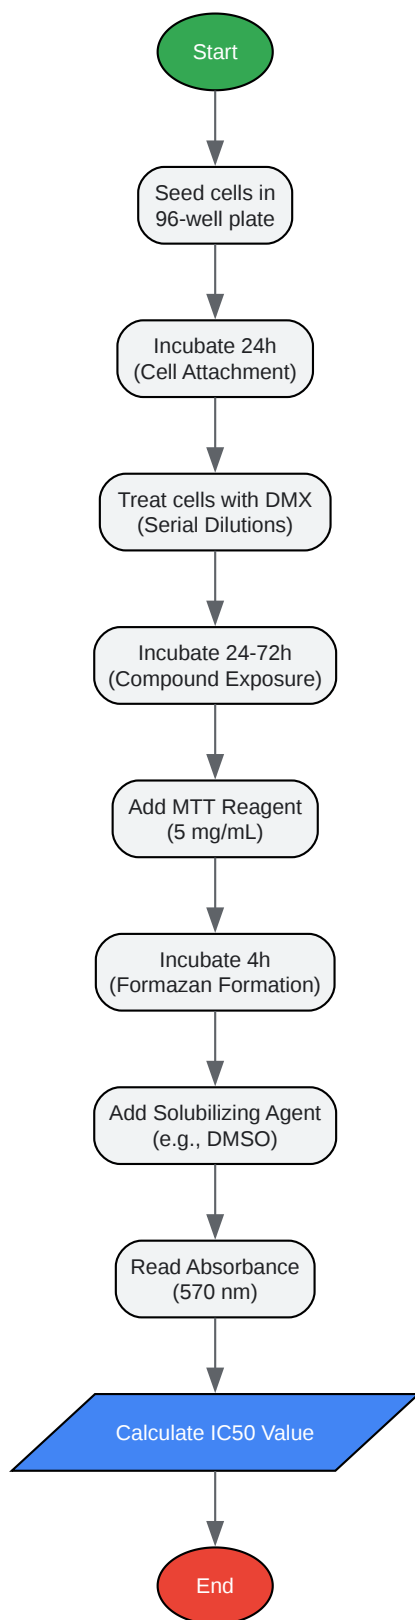 Start
Seed cells in
96-well plate
Incubate 24h
(Cell Attachment)
Treat cells with DMX
(Serial Dilutions)
Incubate 24-72h
(Compound Exposure)
Add MTT Reagent
(5 mg/mL)
Incubate 4h
(Formazan Formation)
Add Solubilizing Agent
(e.g., DMSO)
Read Absorbance
(570 nm)
Calculate IC50 Value
End